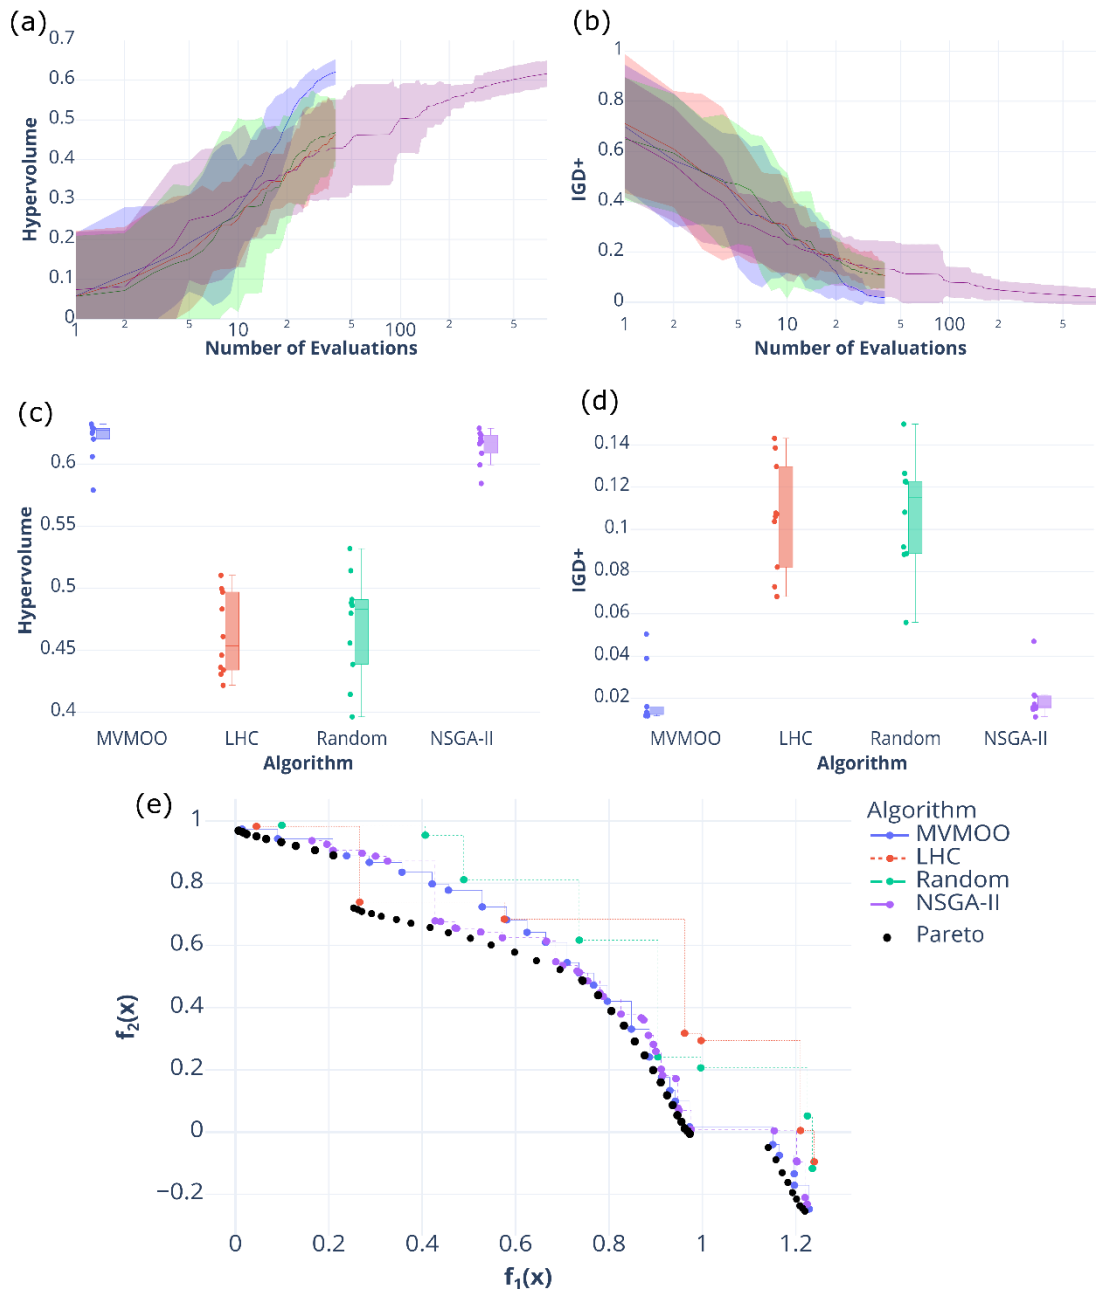 (a)
0.7
0.6
0.5
0.4
0.3
0.2
0.1
0
Hypervolume
1 2 5 10 2 5 100 2 5
Number of Evaluations
(b)
1
0.8
0.6
0.4
0.2
0
IGD+
1 2 5 10 2 5 100 2 5
Number of Evaluations
(c)
0.6
0.55
0.5
0.45
0.4
Hypervolume
MVMOO LHC Random NSGA-II
Algorithm
(d)
0.14
0.12
0.1
0.08
0.06
0.04
0.02
IGD+
MVMOO LHC Random NSGA-II
Algorithm
(e)
1
0.8
0.6
0.4
0.2
0
−0.2
f₂(x)
0 0.2 0.4 0.6 0.8 1 1.2
f₁(x)
Algorithm
MVMOO
LHC
Random
NSGA-II
Pareto